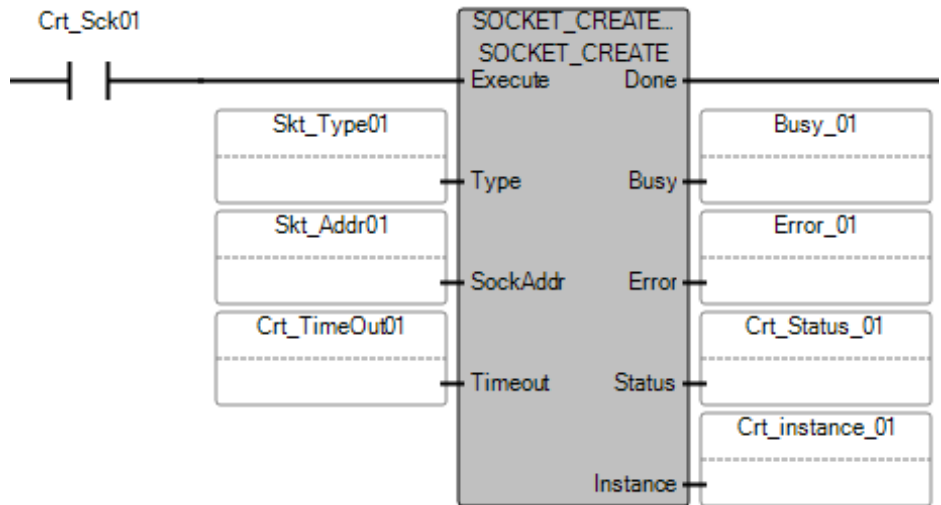 Crt_Sck01
SOCKET_CREATE...
SOCKET_CREATE
Execute Done
Skt_Type01
Busy_01
Type Busy
Skt_Addr01
Error_01
SockAddr Error
Crt_TimeOut01
Crt_Status_01
Timeout Status
Crt_instance_01
Instance